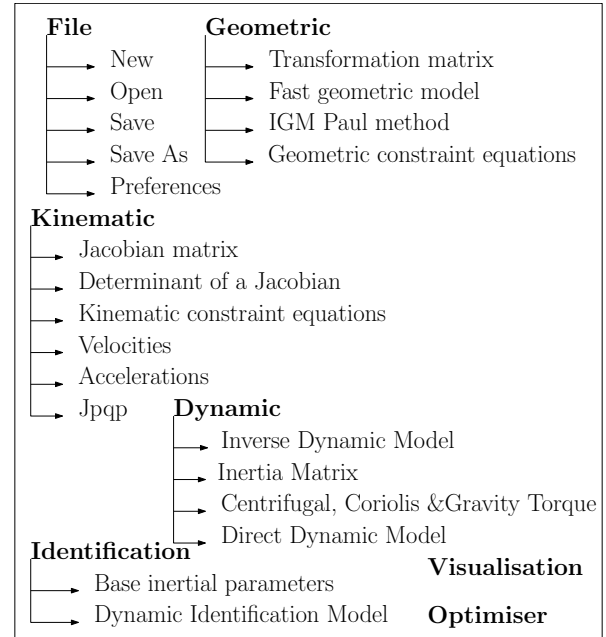 File
New
Open
Save
Save As
Preferences
Geometric
Transformation matrix
Fast geometric model
IGM Paul method
Geometric constraint equations
Kinematic
Jacobian matrix
Determinant of a Jacobian
Kinematic constraint equations
Velocities
Accelerations
Jpqp
Dynamic
Inverse Dynamic Model
Inertia Matrix
Centrifugal, Coriolis &Gravity Torque
Direct Dynamic Model
Identification
Base inertial parameters
Dynamic Identification Model
Visualisation
Optimiser